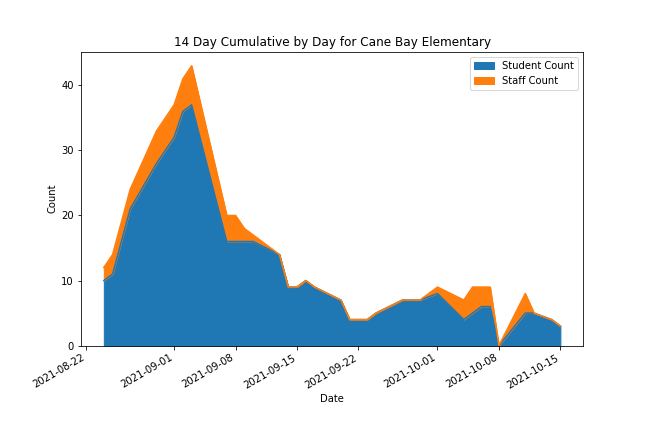 14 Day Cumulative by Day for Cane Bay Elementary
Student Count
Staff Count
Count
40
30
20
10
0
2021-08-22
2021-09-01
2021-09-08
2021-09-15
2021-09-22
2021-10-01
2021-10-08
2021-10-15
Date